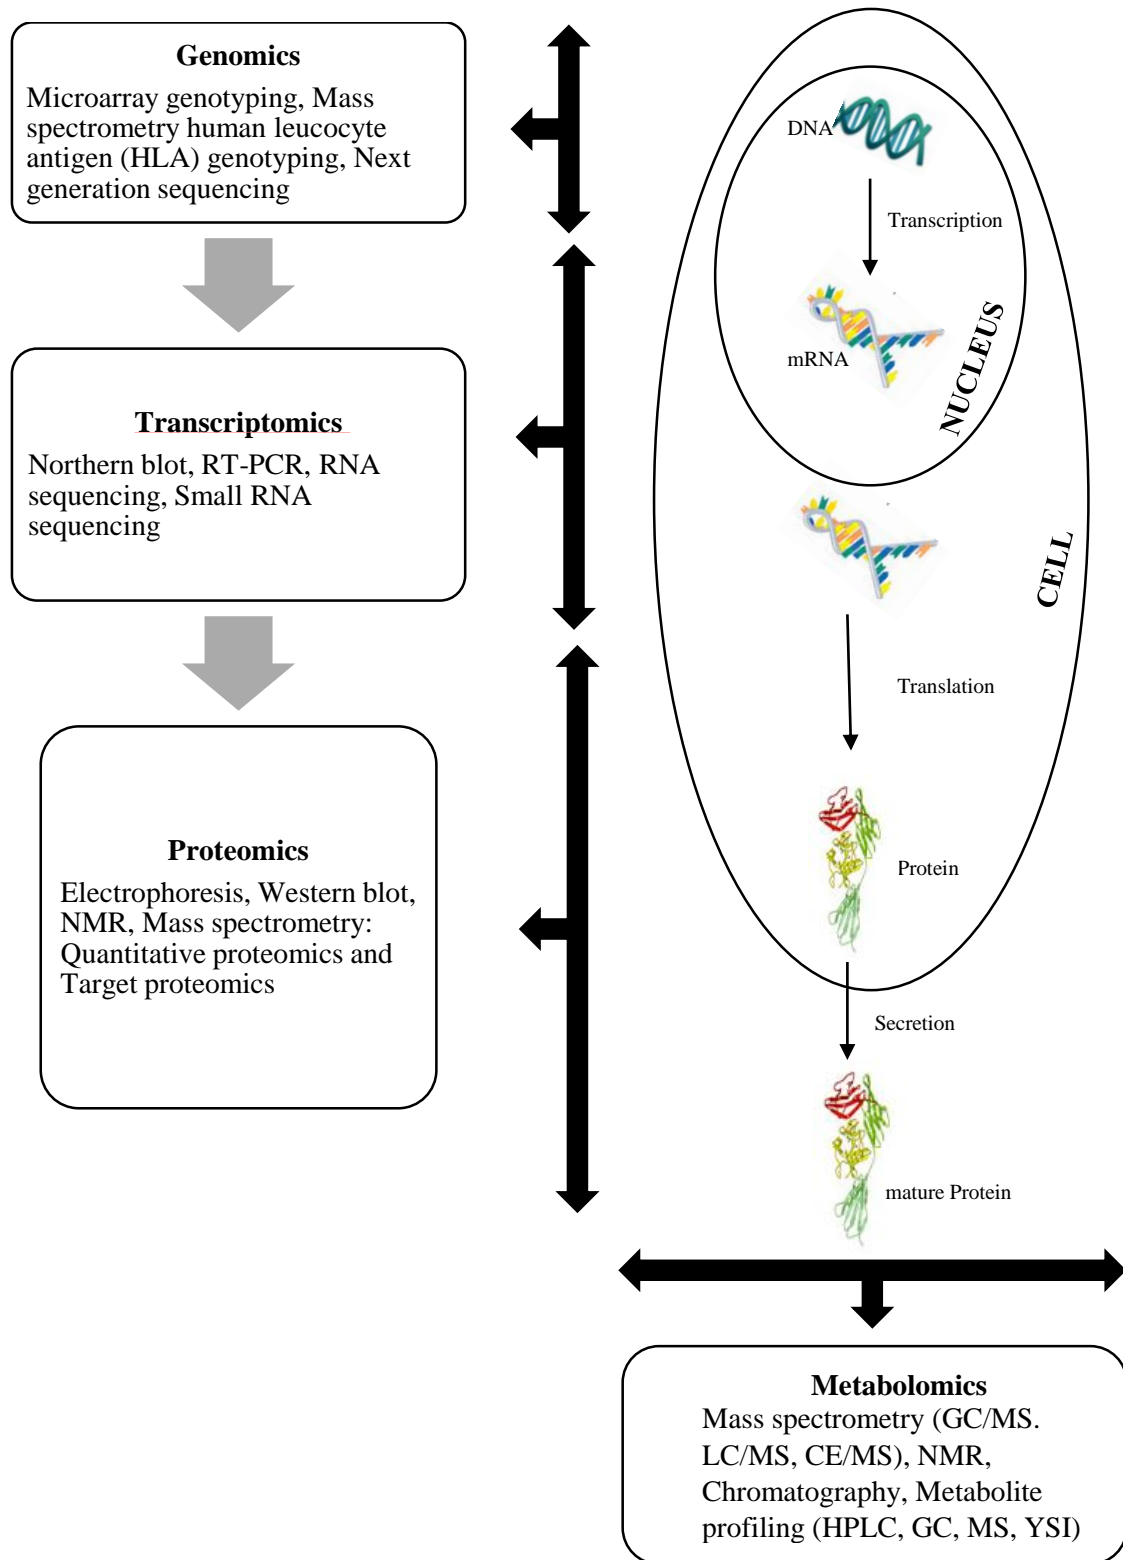 Genomics
Microarray genotyping, Mass
spectrometry human leucocyte
antigen (HLA) genotyping, Next
generation sequencing
DNA
Transcription
mRNA
NUCLEUS
Transcriptomics
Northern blot, RT-PCR, RNA
sequencing, Small RNA
sequencing
CELL
Translation
Proteomics
Electrophoresis, Western blot,
NMR, Mass spectrometry:
Quantitative proteomics and
Target proteomics
Protein
Secretion
mature Protein
Metabolomics
Mass spectrometry (GC/MS.
LC/MS, CE/MS), NMR,
Chromatography, Metabolite
profiling (HPLC, GC, MS, YSI)